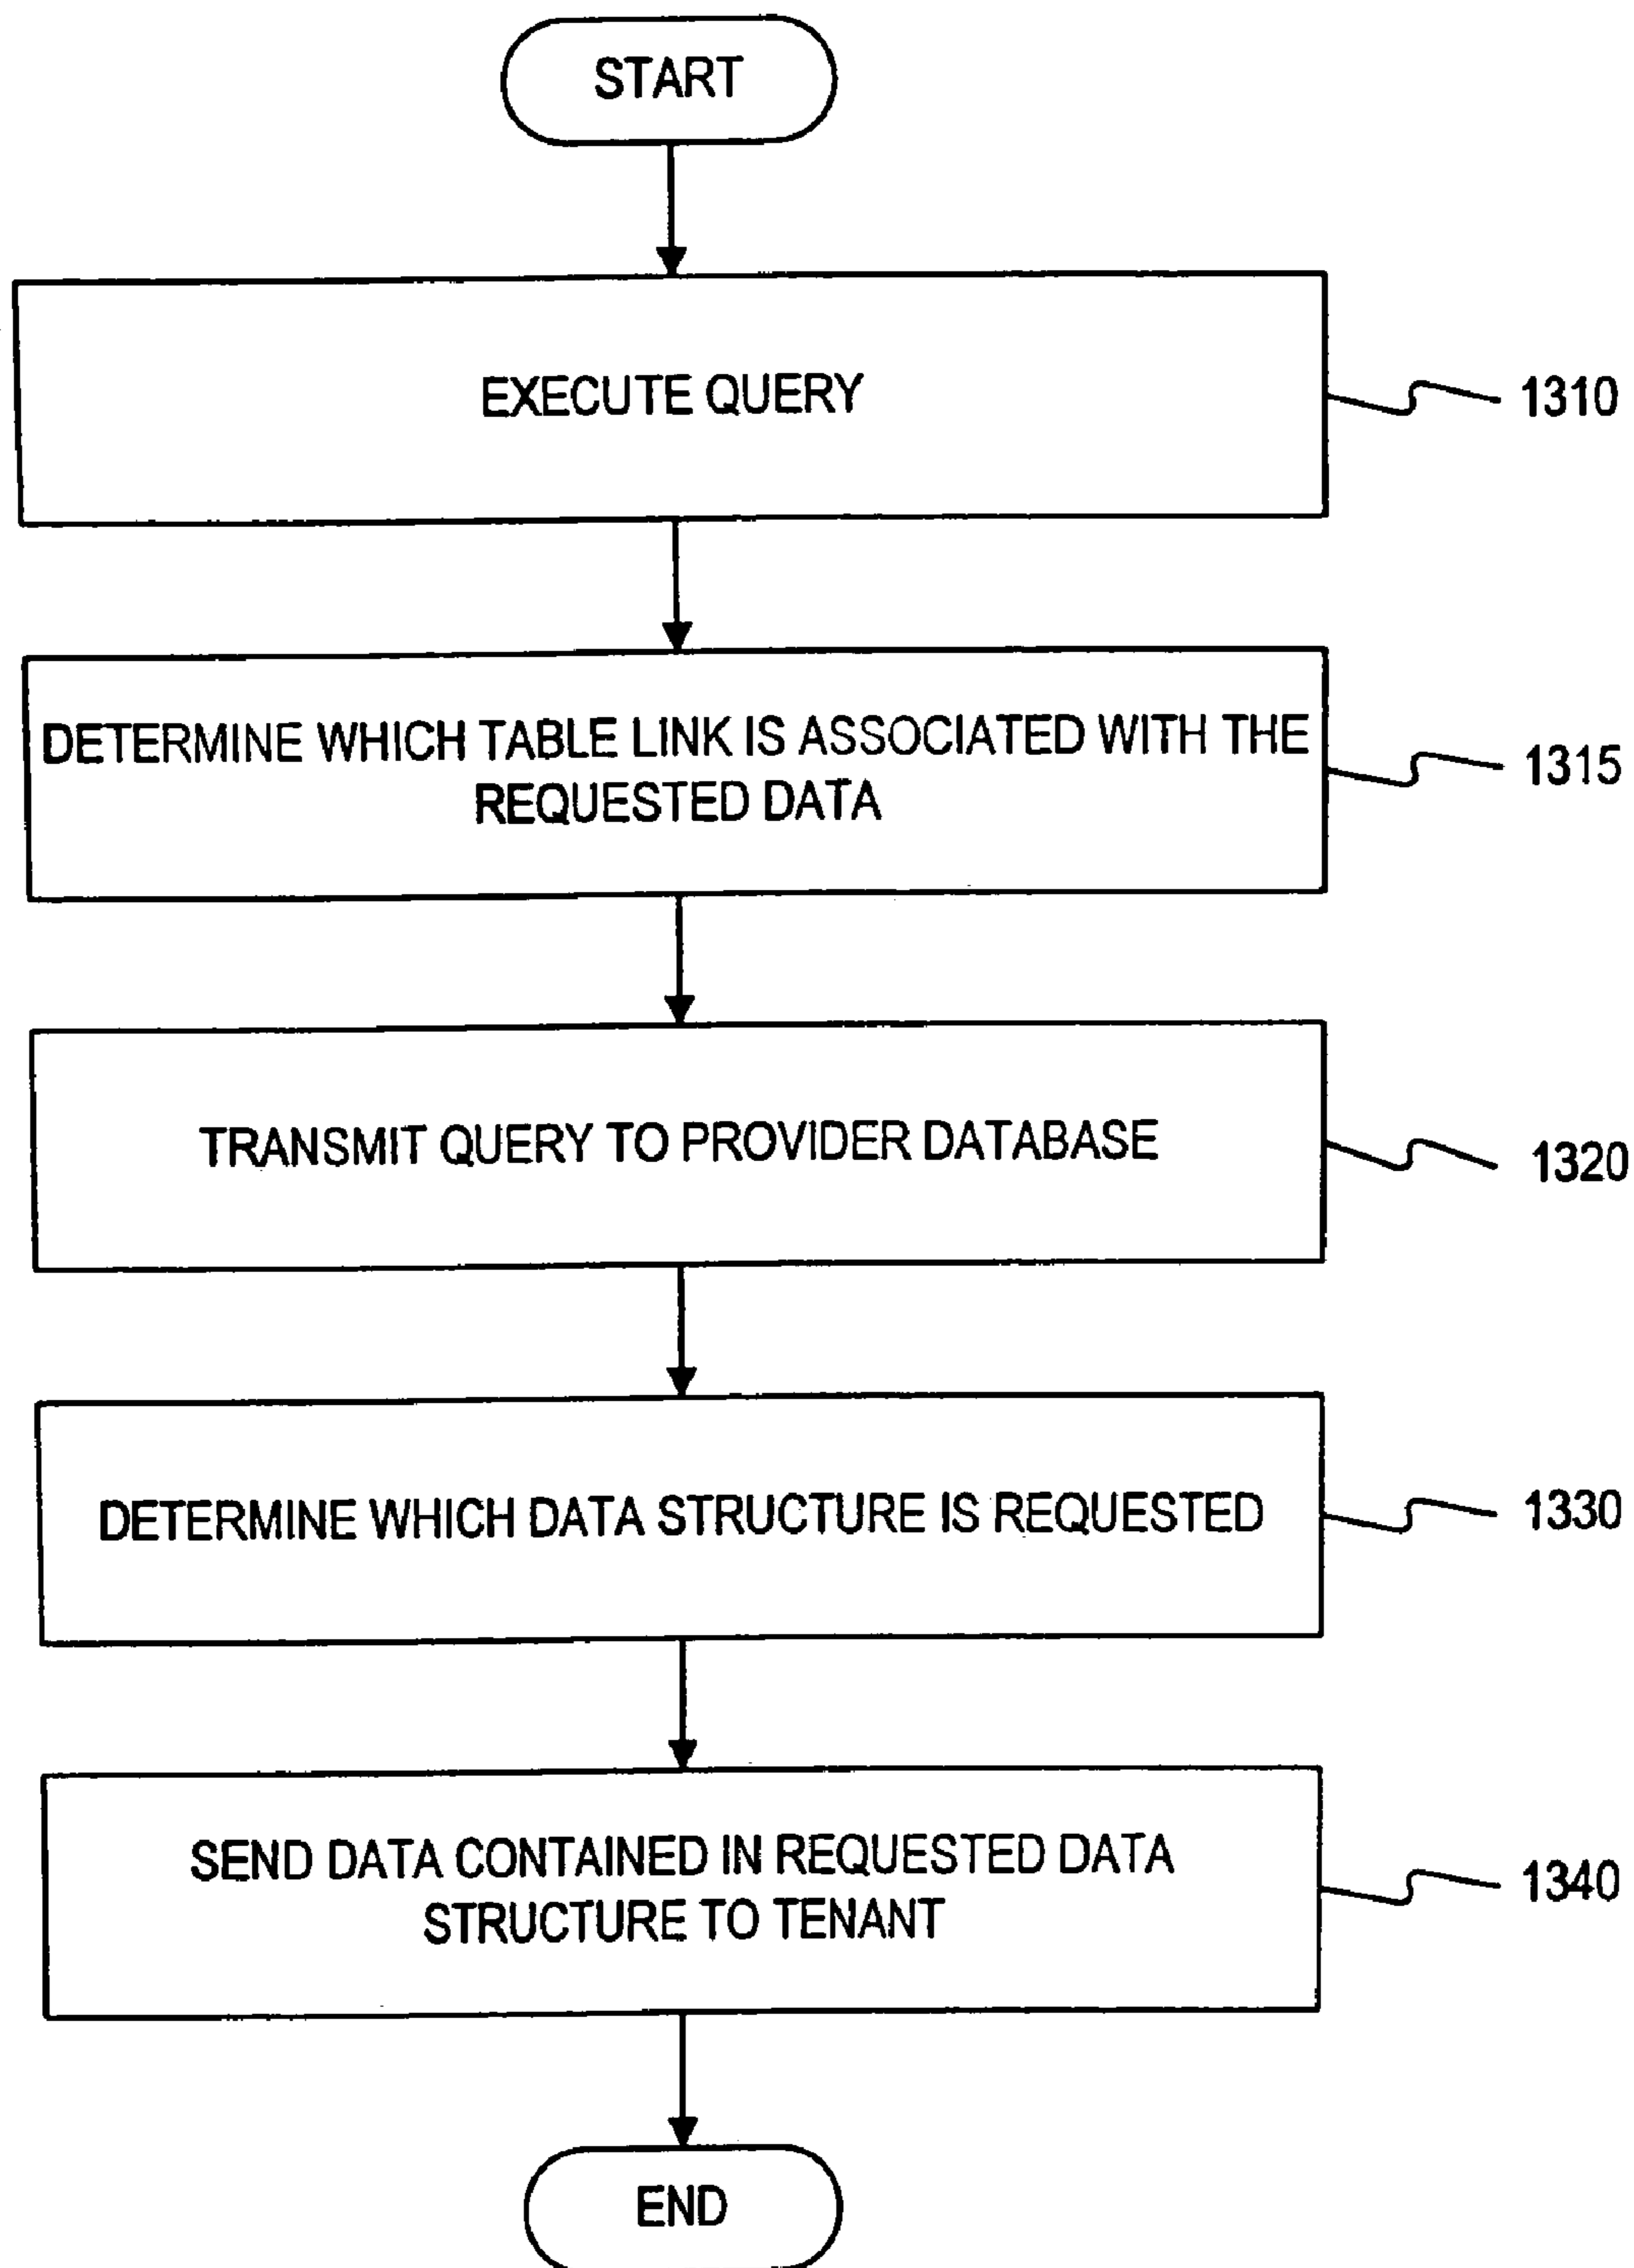 START
EXECUTE QUERY
1310
DETERMINE WHICH TABLE LINK IS ASSOCIATED WITH THE
REQUESTED DATA
1315
TRANSMIT QUERY TO PROVIDER DATABASE
1320
DETERMINE WHICH DATA STRUCTURE IS REQUESTED
1330
SEND DATA CONTAINED IN REQUESTED DATA
STRUCTURE TO TENANT
1340
END